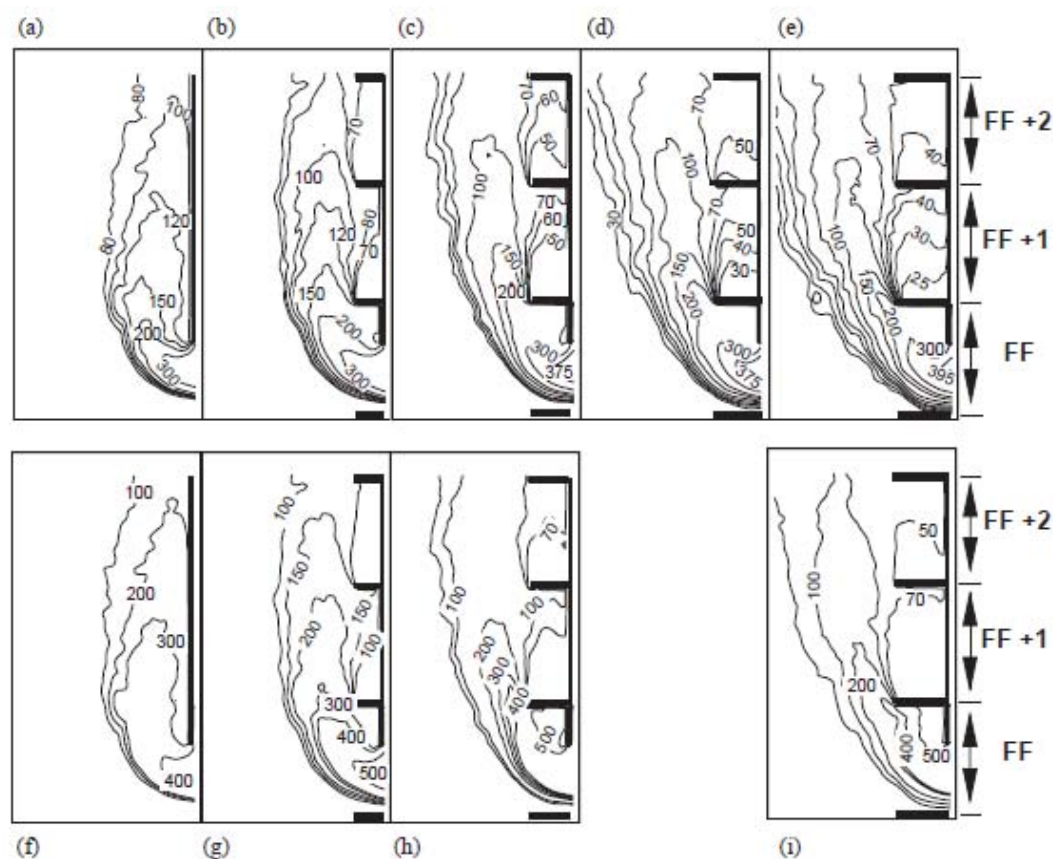 (a) (b) (c) (d) (e)
80 100 80 120 150 200 300
70 100 80 120 70 150 200 300
70 60 50 100 70 60 50 150 200 300 375
70 50 100 30 70 50 40 30 150 200 300 375
70 40 100 40 30 25 150 200 300 395
FF +2
FF +1
FF
100 200 300 400
100 150 150 200 100 300 400 500
70 100 100 200 300 400 500
50 100 70 200 400 500
FF +2
FF +1
FF
(f) (g) (h) (i)